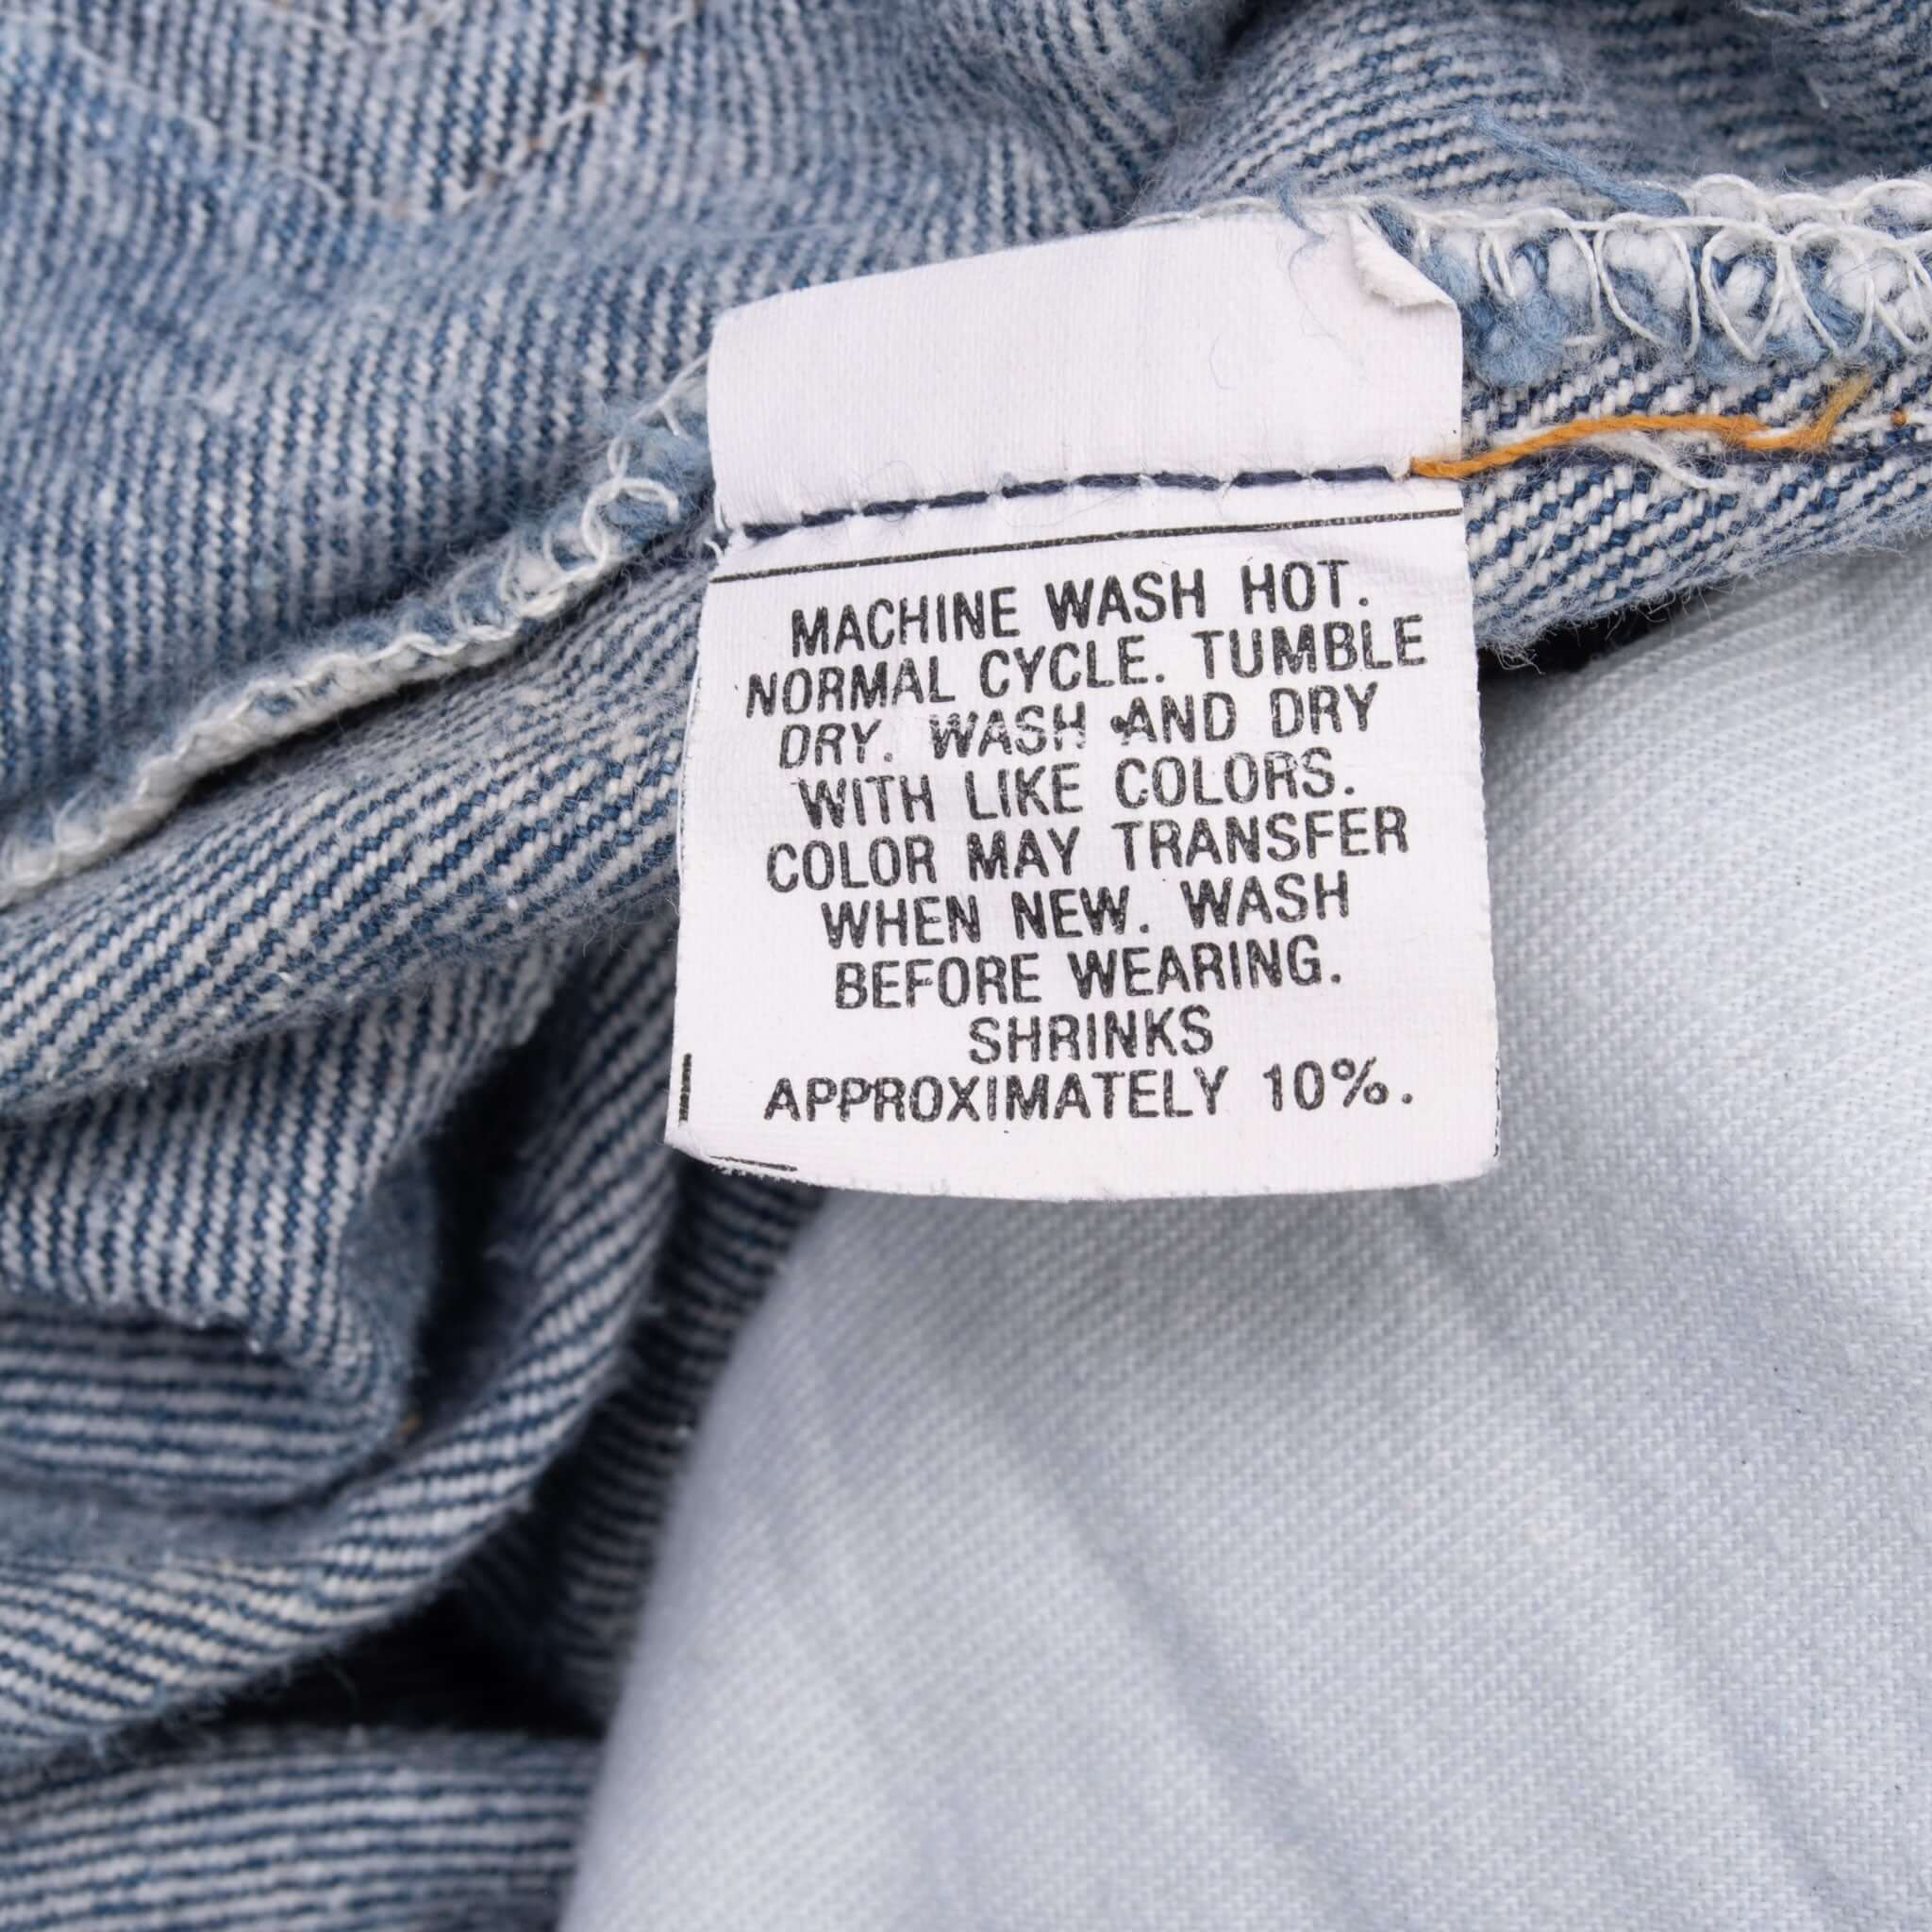 MACHINE WASH HOT.
NORMAL CYCLE. TUMBLE
DRY. WASH AND DRY
WITH LIKE COLORS.
COLOR MAY TRANSFER
WHEN NEW. WASH
BEFORE WEARING.
SHRINKS
APPROXIMATELY 10%.